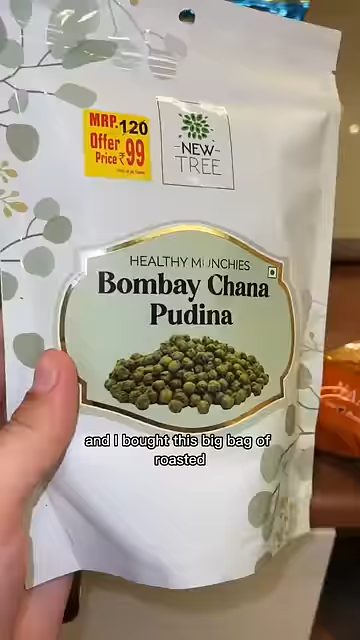 MRP. 120
Offer
Price ₹99
NEW
TREE
HEALTHY MUNCHIES
Bombay Chana
Pudina
and I bought this big bag of
roasted